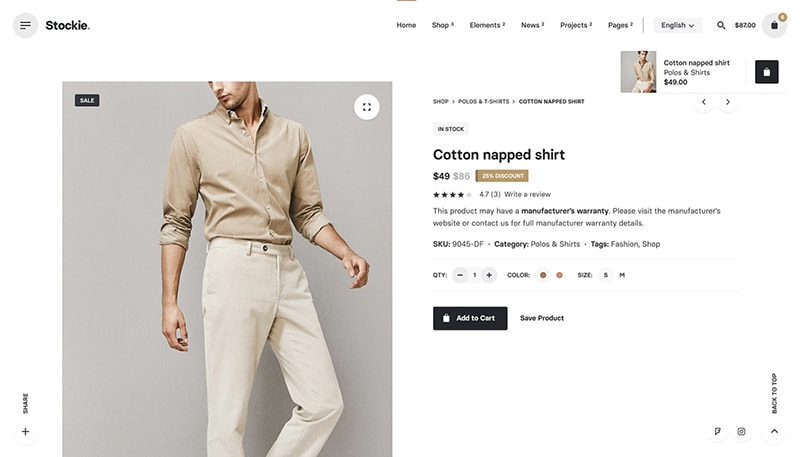 Stockie.
Home Shop 3 Elements 2 News 2 Projects 2 Pages 2 English $87.00 6
Cotton napped shirt
Polos & Shirts
$49.00
SALE
SHOP > POLOS & T-SHIRTS > COTTON NAPPED SHIRT
IN STOCK
Cotton napped shirt
$49 $86 25% DISCOUNT
4.7 (3) Write a review
This product may have a manufacturer's warranty. Please visit the manufacturer's
website or contact us for full manufacturer warranty details.
SKU: 9045-DF · Category: Polos & Shirts · Tags: Fashion, Shop
QTY: − 1 + COLOR: SIZE: S M
Add to Cart Save Product
SHARE
+
BACK TO TOP